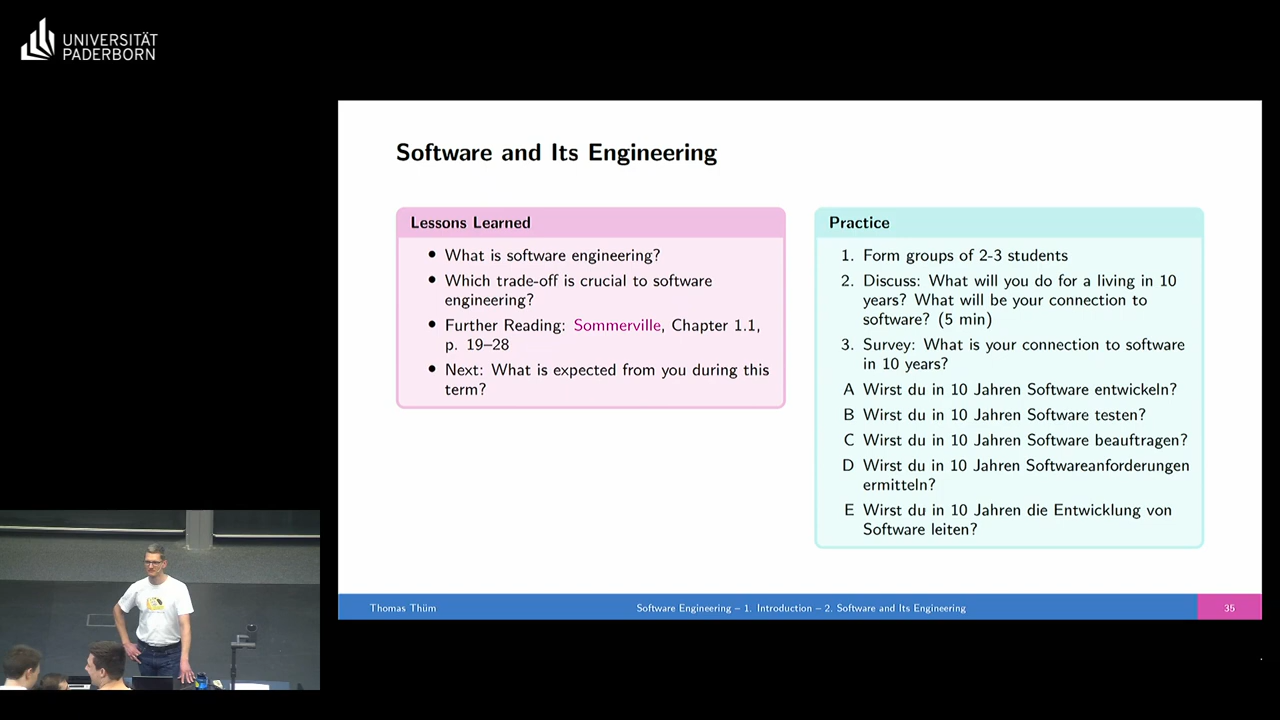 UNIVERSITÄT
PADERBORN
Software and Its Engineering
Lessons Learned
• What is software engineering?
• Which trade-off is crucial to software
engineering?
• Further Reading: Sommerville, Chapter 1.1,
p. 19–28
• Next: What is expected from you during this
term?
Practice
1. Form groups of 2-3 students
2. Discuss: What will you do for a living in 10
years? What will be your connection to
software? (5 min)
3. Survey: What is your connection to software
in 10 years?
A Wirst du in 10 Jahren Software entwickeln?
B Wirst du in 10 Jahren Software testen?
C Wirst du in 10 Jahren Software beauftragen?
D Wirst du in 10 Jahren Softwareanforderungen
ermitteln?
E Wirst du in 10 Jahren die Entwicklung von
Software leiten?
Thomas Thüm
Software Engineering – 1. Introduction – 2. Software and Its Engineering
35